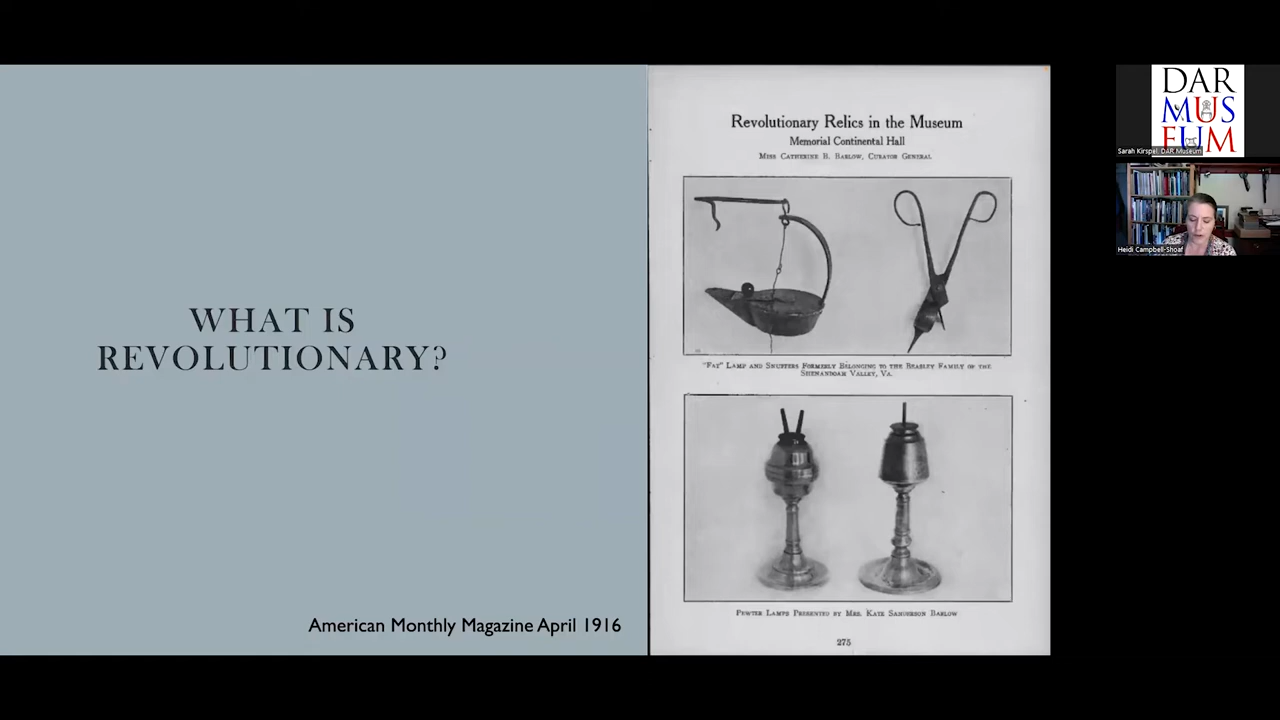 WHAT IS
REVOLUTIONARY?
American Monthly Magazine April 1916
Revolutionary Relics in the Museum
Memorial Continental Hall
Miss Catherine B. Barlow, Curator General
"Fat" Lamp and Snuffers Formerly Belonging to the Beasley Family of the
Shenandoah Valley, Va.
Pewter Lamps Presented by Mrs. Kate Sanderson Barlow
275
DAR
MUS
EUM
Sarah Kirspel, DAR Museum
Heidi Campbell-Shoaf